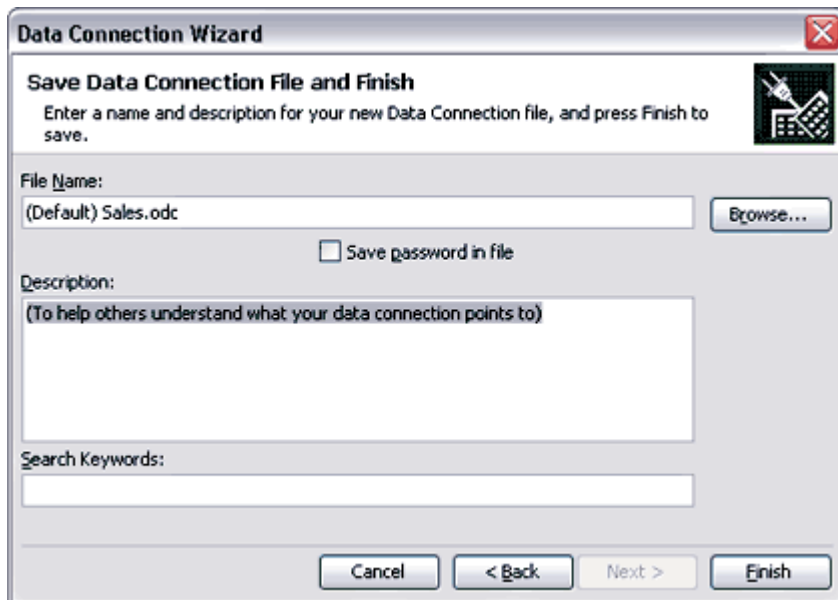 Data Connection Wizard
Save Data Connection File and Finish
Enter a name and description for your new Data Connection file, and press Finish to
save.
File Name:
(Default) Sales.odc
Browse...
Save password in file
Description:
(To help others understand what your data connection points to)
Search Keywords:
Cancel
< Back
Next >
Finish